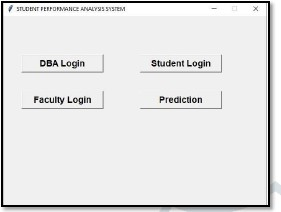 STUDENT PERFORMANCE ANALYSIS SYSTEM
DBA Login Student Login
Faculty Login Prediction